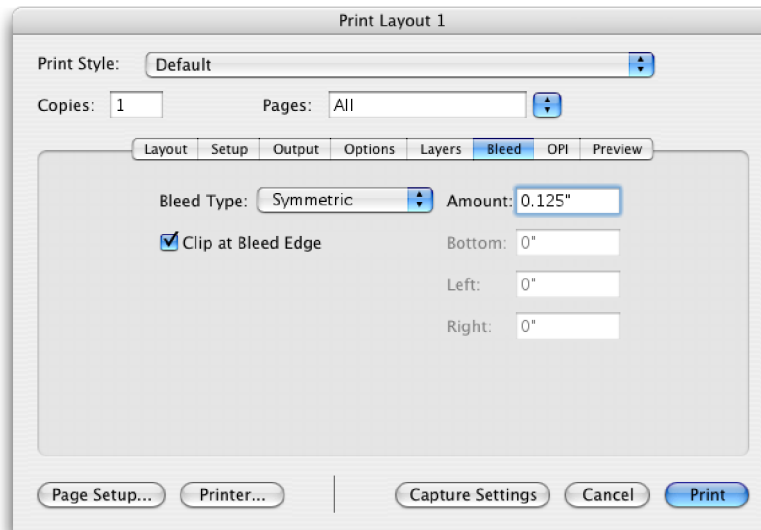 Print Layout 1
Print Style: Default
Copies: 1 Pages: All
Layout Setup Output Options Layers Bleed OPI Preview
Bleed Type: Symmetric Amount: 0.125"
Clip at Bleed Edge Bottom: 0"
Left: 0"
Right: 0"
Page Setup... Printer... Capture Settings Cancel Print